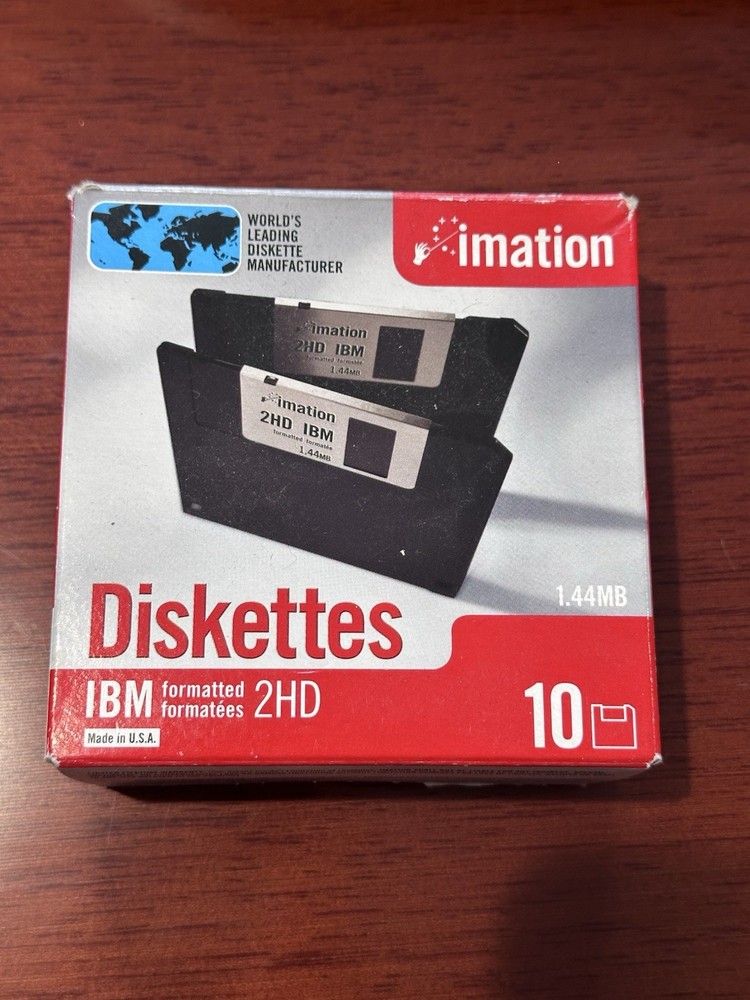 WORLD'S
LEADING
DISKETTE
MANUFACTURER
imation
imation
2HD IBM
formatted formatée
1.44MB
imation
2HD IBM
formatted formatée
1.44MB
1.44MB
Diskettes
IBM formatted
formatées 2HD
10
Made in U.S.A.